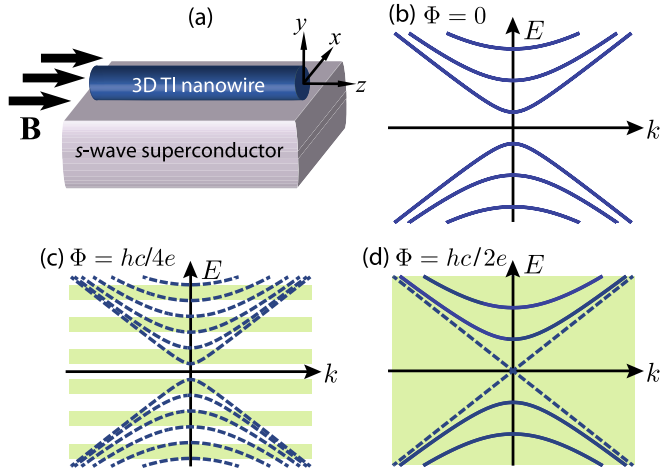 (a)
3D TI nanowire
s-wave superconductor
B
y
x
z
(b) Φ = 0
E
k
(c) Φ = hc/4e
E
k
(d) Φ = hc/2e
E
k